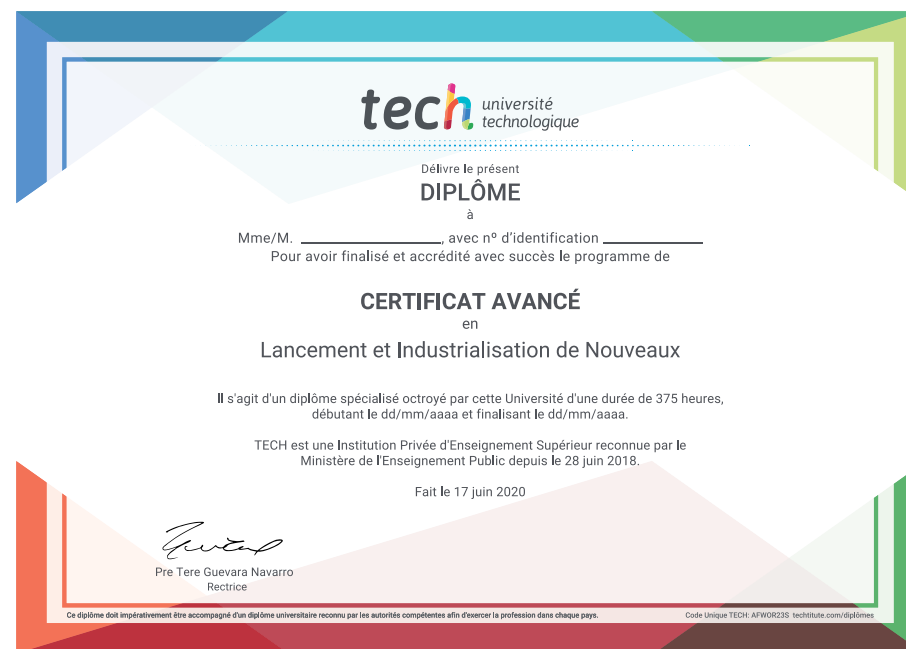 tech université
technologique
Délivre le présent
DIPLÔME
à
Mme/M. ____________________, avec nº d'identification ______________
Pour avoir finalisé et accrédité avec succès le programme de
CERTIFICAT AVANCÉ
en
Lancement et Industrialisation de Nouveaux
Il s'agit d'un diplôme spécialisé octroyé par cette Université d'une durée de 375 heures,
débutant le dd/mm/aaaa et finalisant le dd/mm/aaaa.
TECH est une Institution Privée d'Enseignement Supérieur reconnue par le
Ministère de l'Enseignement Public depuis le 28 juin 2018.
Fait le 17 juin 2020
Pre Tere Guevara Navarro
Rectrice
Ce diplôme doit impérativement être accompagné d'un diplôme universitaire reconnu par les autorités compétentes afin d'exercer la profession dans chaque pays.
Code Unique TECH: AFWOR23S techtitute.com/diplômes